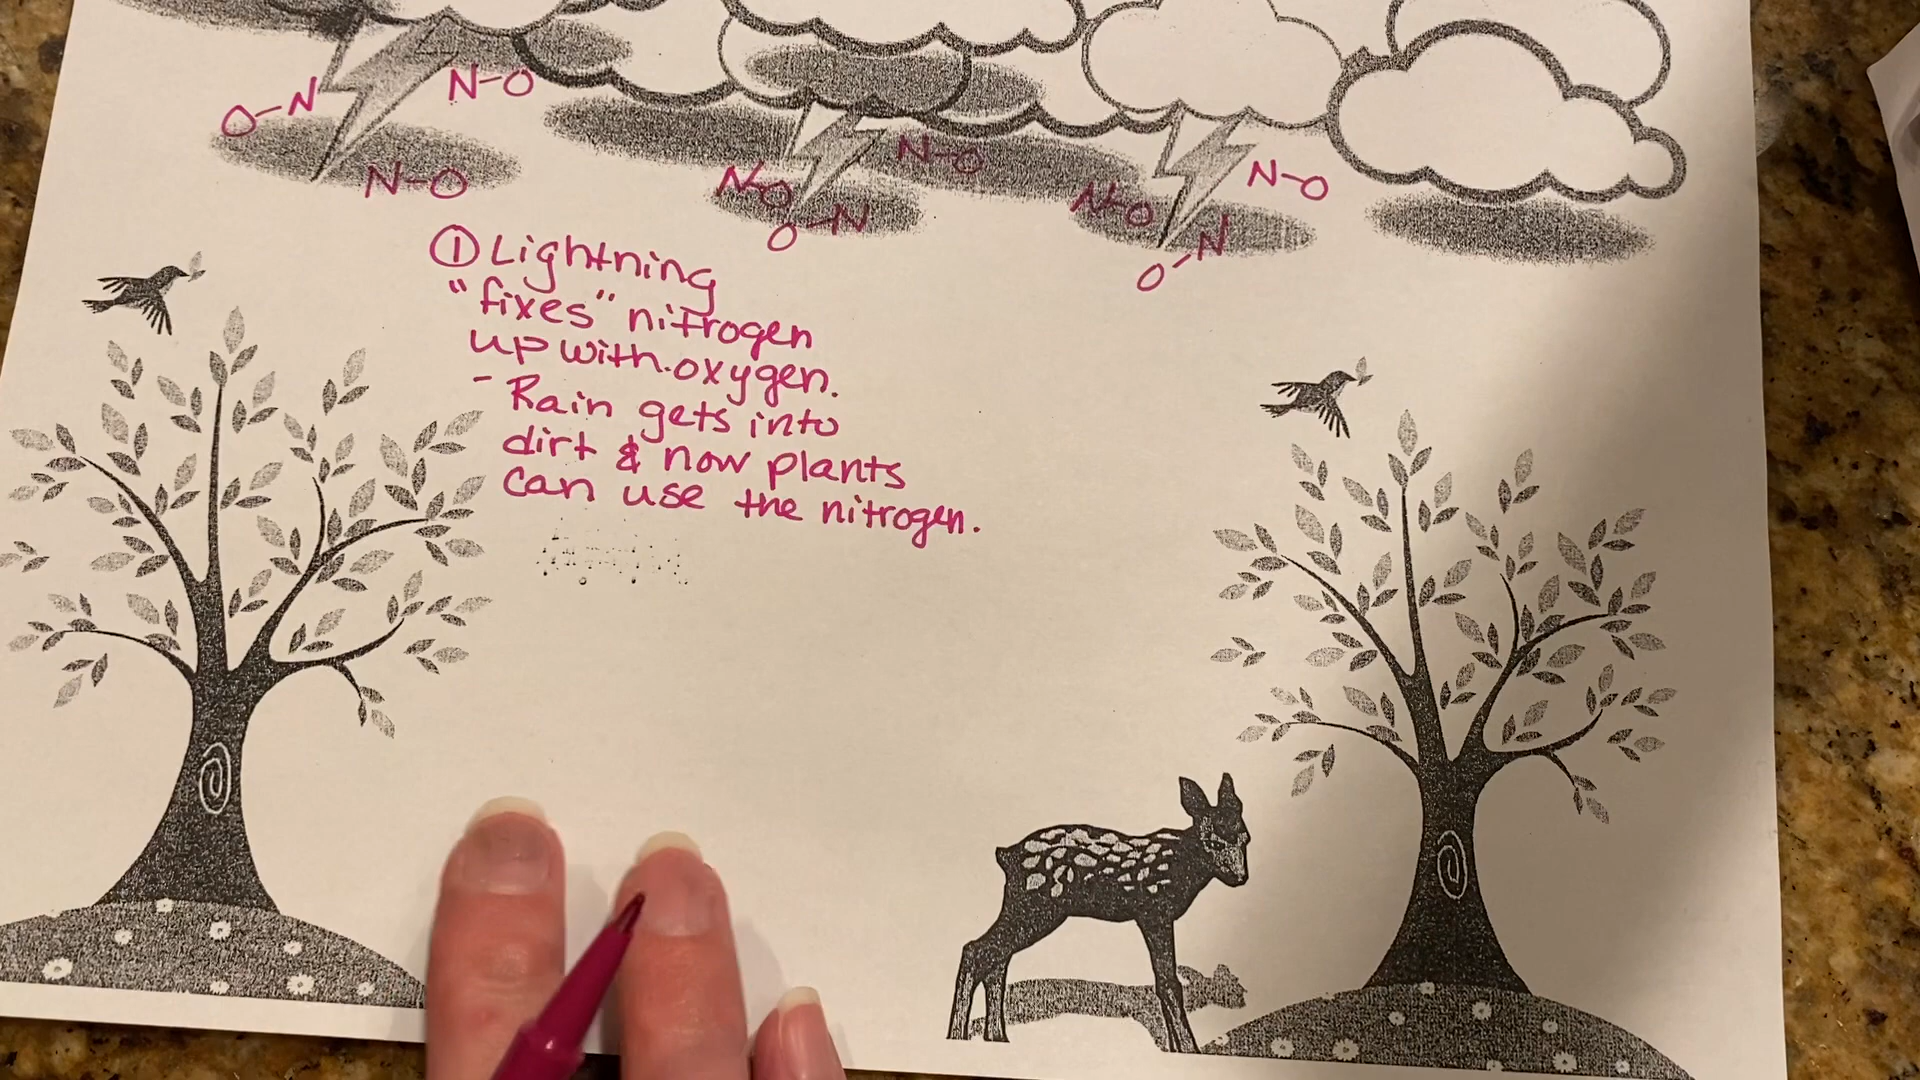 O-N N-O
N-O
N-O N-O
O-N
N-O N-O
O-N
① Lightning
"fixes" nitrogen
up with oxygen.
- Rain gets into
dirt & now plants
can use the nitrogen.